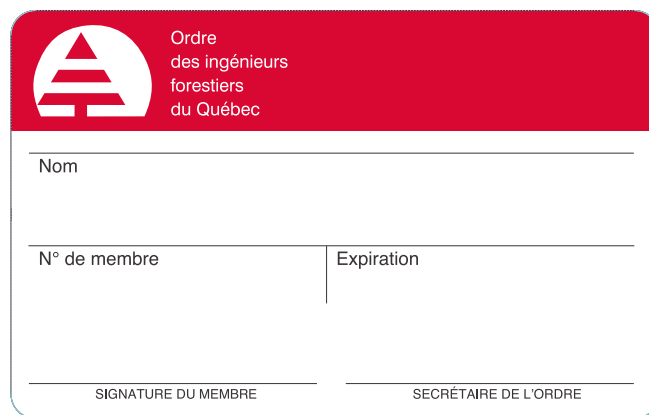 Ordre
des ingénieurs
forestiers
du Québec
Nom
N° de membre Expiration
SIGNATURE DU MEMBRE SECRÉTAIRE DE L'ORDRE